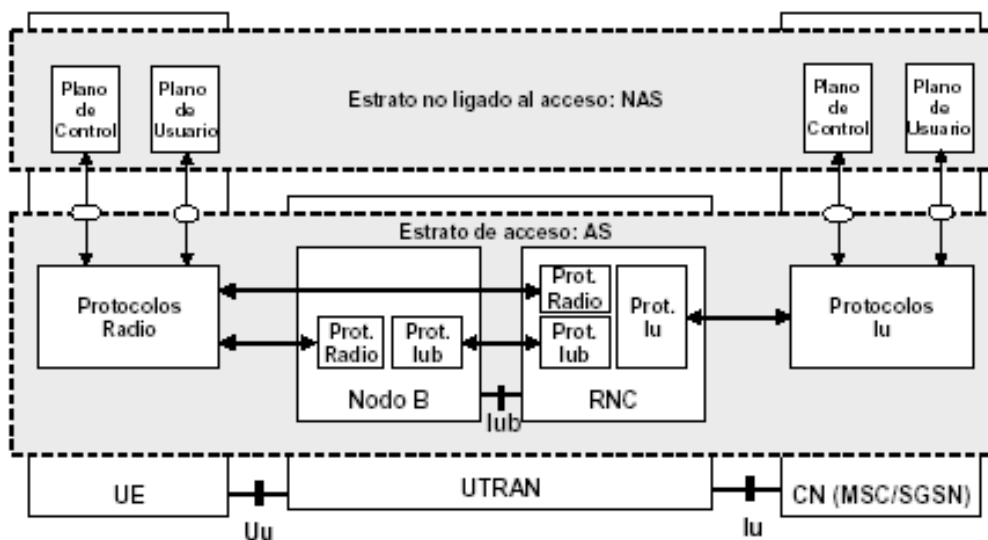 Plano
de
Control
Plano
de
Usuario
Estrato no ligado al acceso: NAS
Plano
de
Control
Plano
de
Usuario
Estrato de acceso: AS
Protocolos
Radio
Prot.
Radio
Prot.
Iub
Nodo B
Iub
Prot.
Radio
Prot.
Iub
Prot.
Iu
RNC
Protocolos
Iu
UE
Uu
UTRAN
Iu
CN (MSC/SGSN)